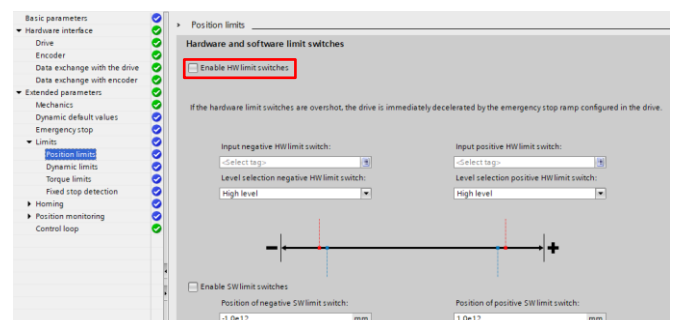 Basic parameters
Hardware interface
Drive
Encoder
Data exchange with the drive
Data exchange with encoder
Extended parameters
Mechanics
Dynamic default values
Emergency stop
Limits
Position limits
Dynamic limits
Torque limits
Fixed stop detection
Homing
Position monitoring
Control loop
Position limits
Hardware and software limit switches
Enable HW limit switches
If the hardware limit switches are overshot, the drive is immediately decelerated by the emergency stop ramp configured in the drive.
Input negative HW limit switch: Input positive HW limit switch:
<Select tag> <Select tag>
Level selection negative HW limit switch: Level selection positive HW limit switch:
High level High level
− +
Enable SW limit switches
Position of negative SW limit switch: Position of positive SW limit switch:
-1.0e12 mm 1.0e12 mm